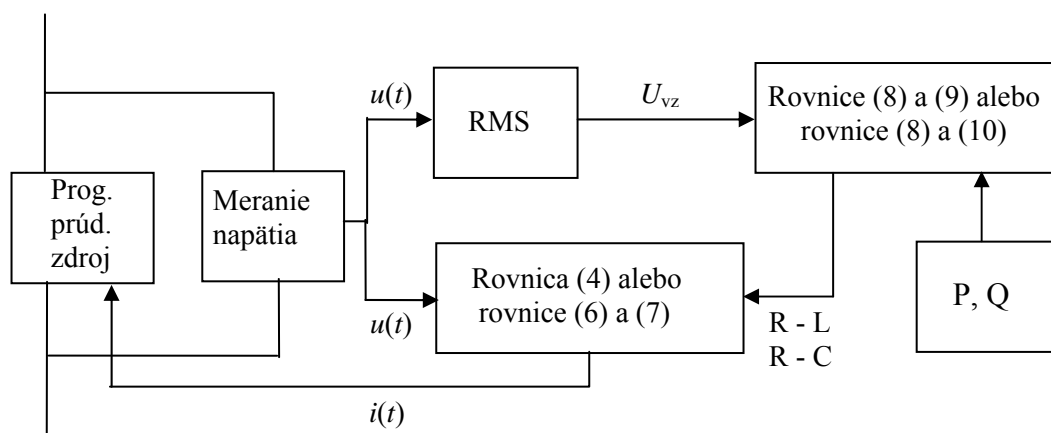 u(t)
RMS
U_vz
Rovnice (8) a (9) alebo
rovnice (8) a (10)
Prog.
prúd.
zdroj
Meranie
napätia
u(t)
Rovnica (4) alebo
rovnice (6) a (7)
R - L
R - C
P, Q
i(t)